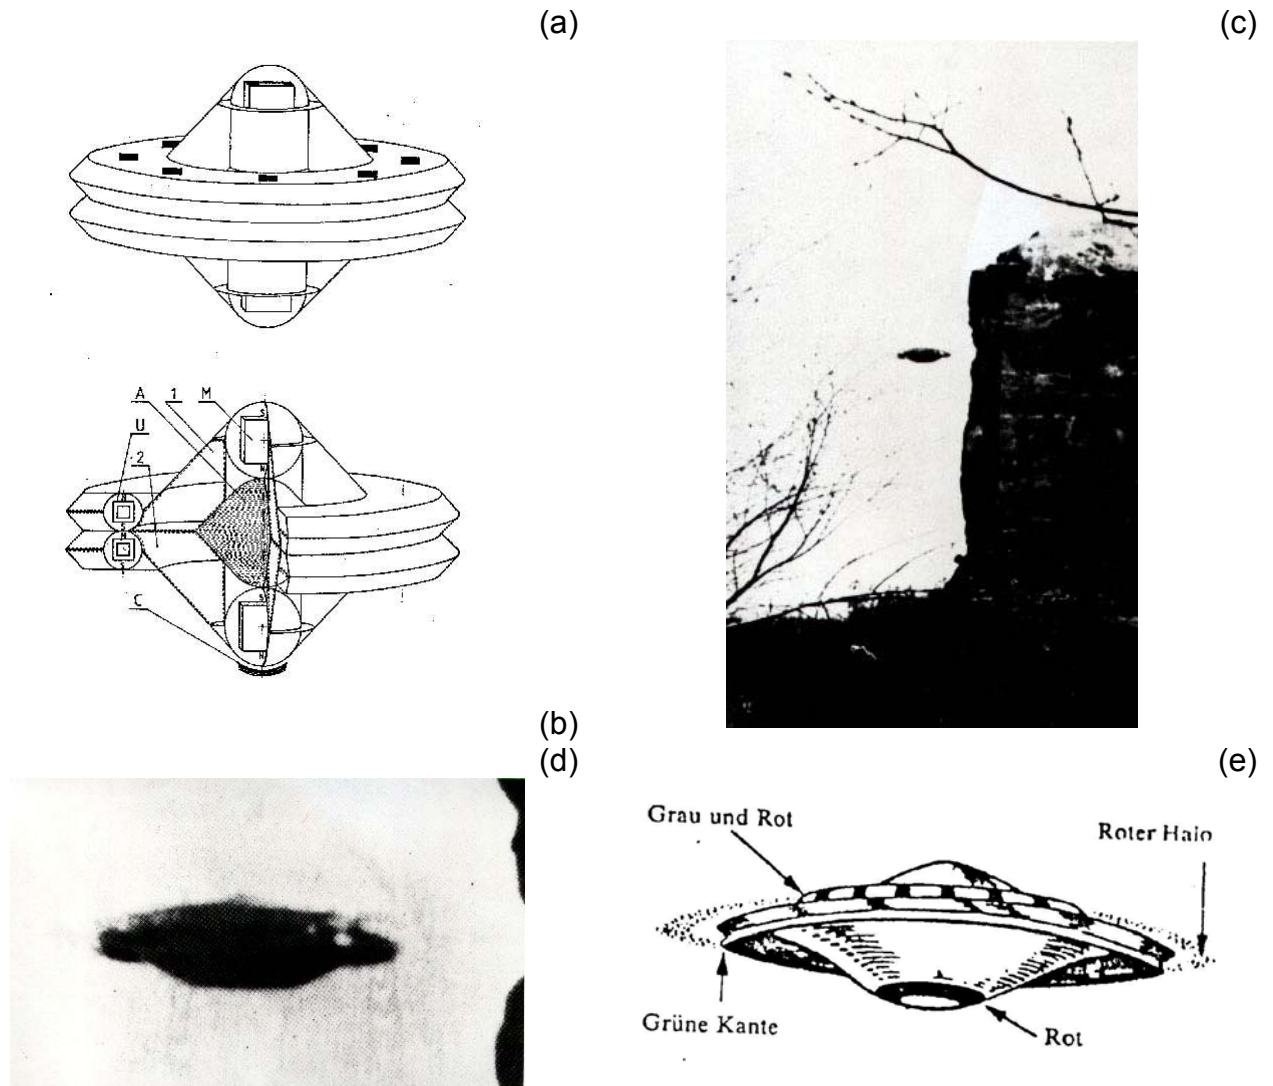 (a)
(c)
A 1 M
U
2
S
N
S
N
C
(b)
(d)
(e)
Grau und Rot
Roter Halo
Grüne Kante
Rot